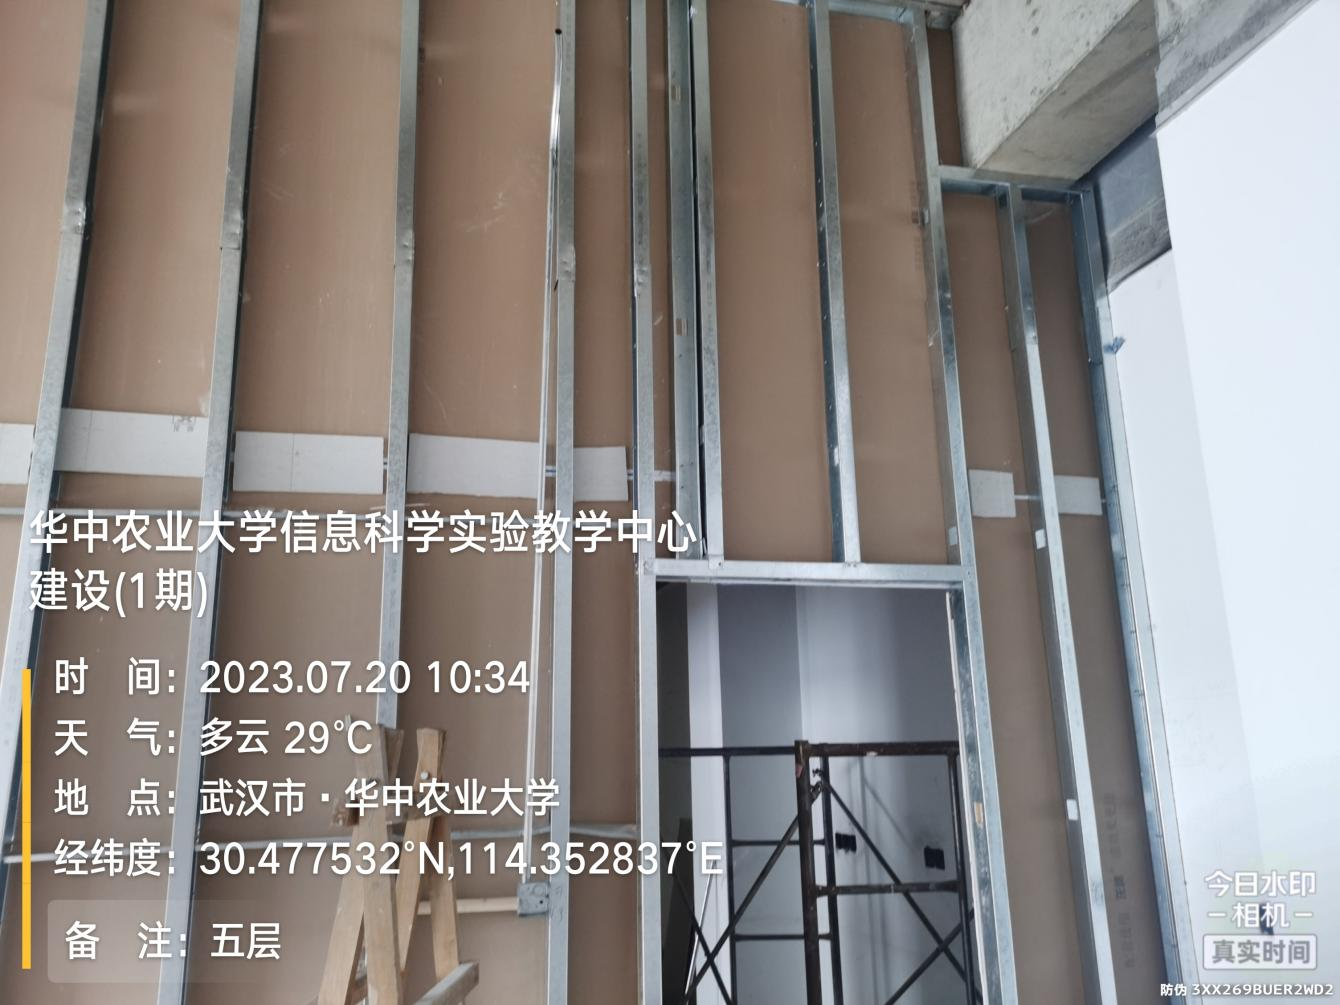 华中农业大学信息科学实验教学中心
建设(1期)
时 间：2023.07.20 10:34
天 气：多云 29°C
地 点：武汉市·华中农业大学
经纬度：30.477532°N,114.352837°E
备 注：五层
今日水印
相机
真实时间
防伪 3XX269BUER2WD2